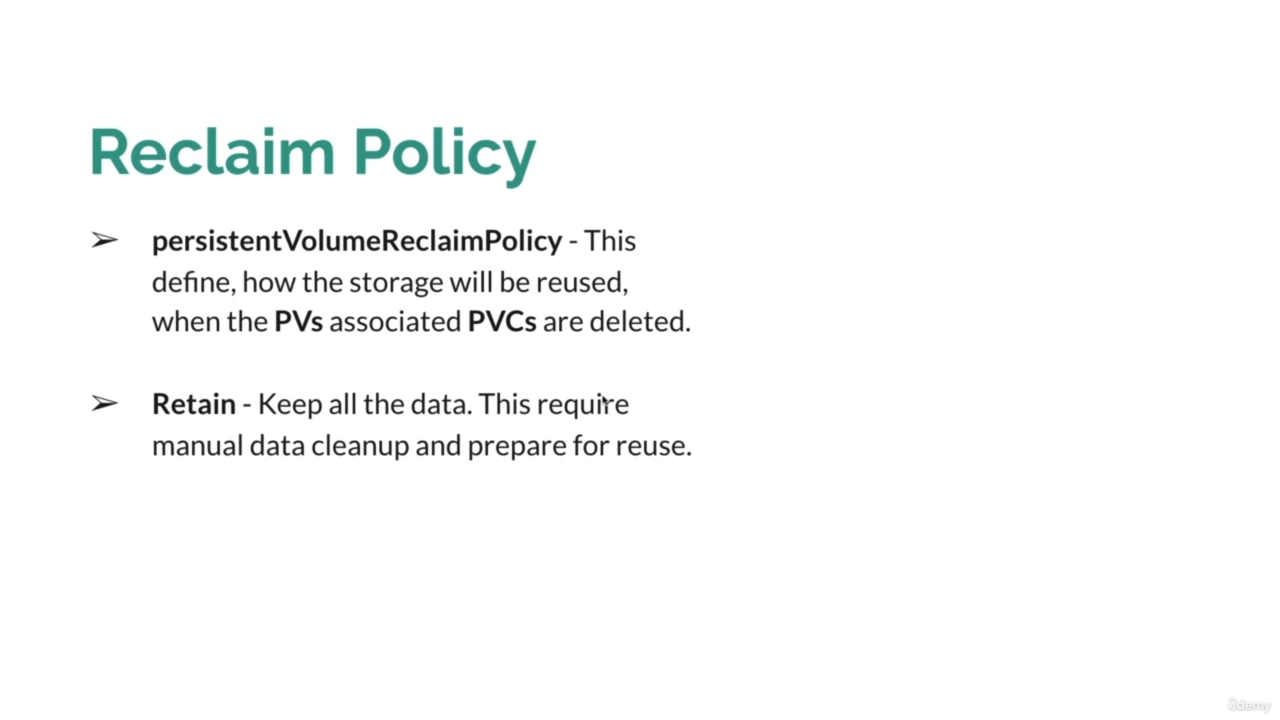 Reclaim Policy
➢ persistentVolumeReclaimPolicy - This
define, how the storage will be reused,
when the PVs associated PVCs are deleted.
➢ Retain - Keep all the data. This require
manual data cleanup and prepare for reuse.
ûdemy